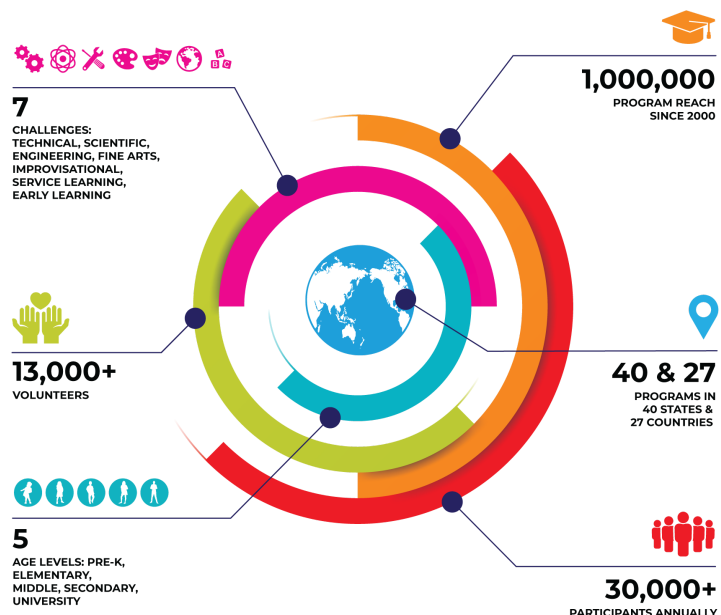 A
B C
7
CHALLENGES:
TECHNICAL, SCIENTIFIC,
ENGINEERING, FINE ARTS,
IMPROVISATIONAL,
SERVICE LEARNING,
EARLY LEARNING
1,000,000
PROGRAM REACH
SINCE 2000
13,000+
VOLUNTEERS
40 & 27
PROGRAMS IN
40 STATES &
27 COUNTRIES
5
AGE LEVELS: PRE-K,
ELEMENTARY,
MIDDLE, SECONDARY,
UNIVERSITY
30,000+
PARTICIPANTS ANNUALLY